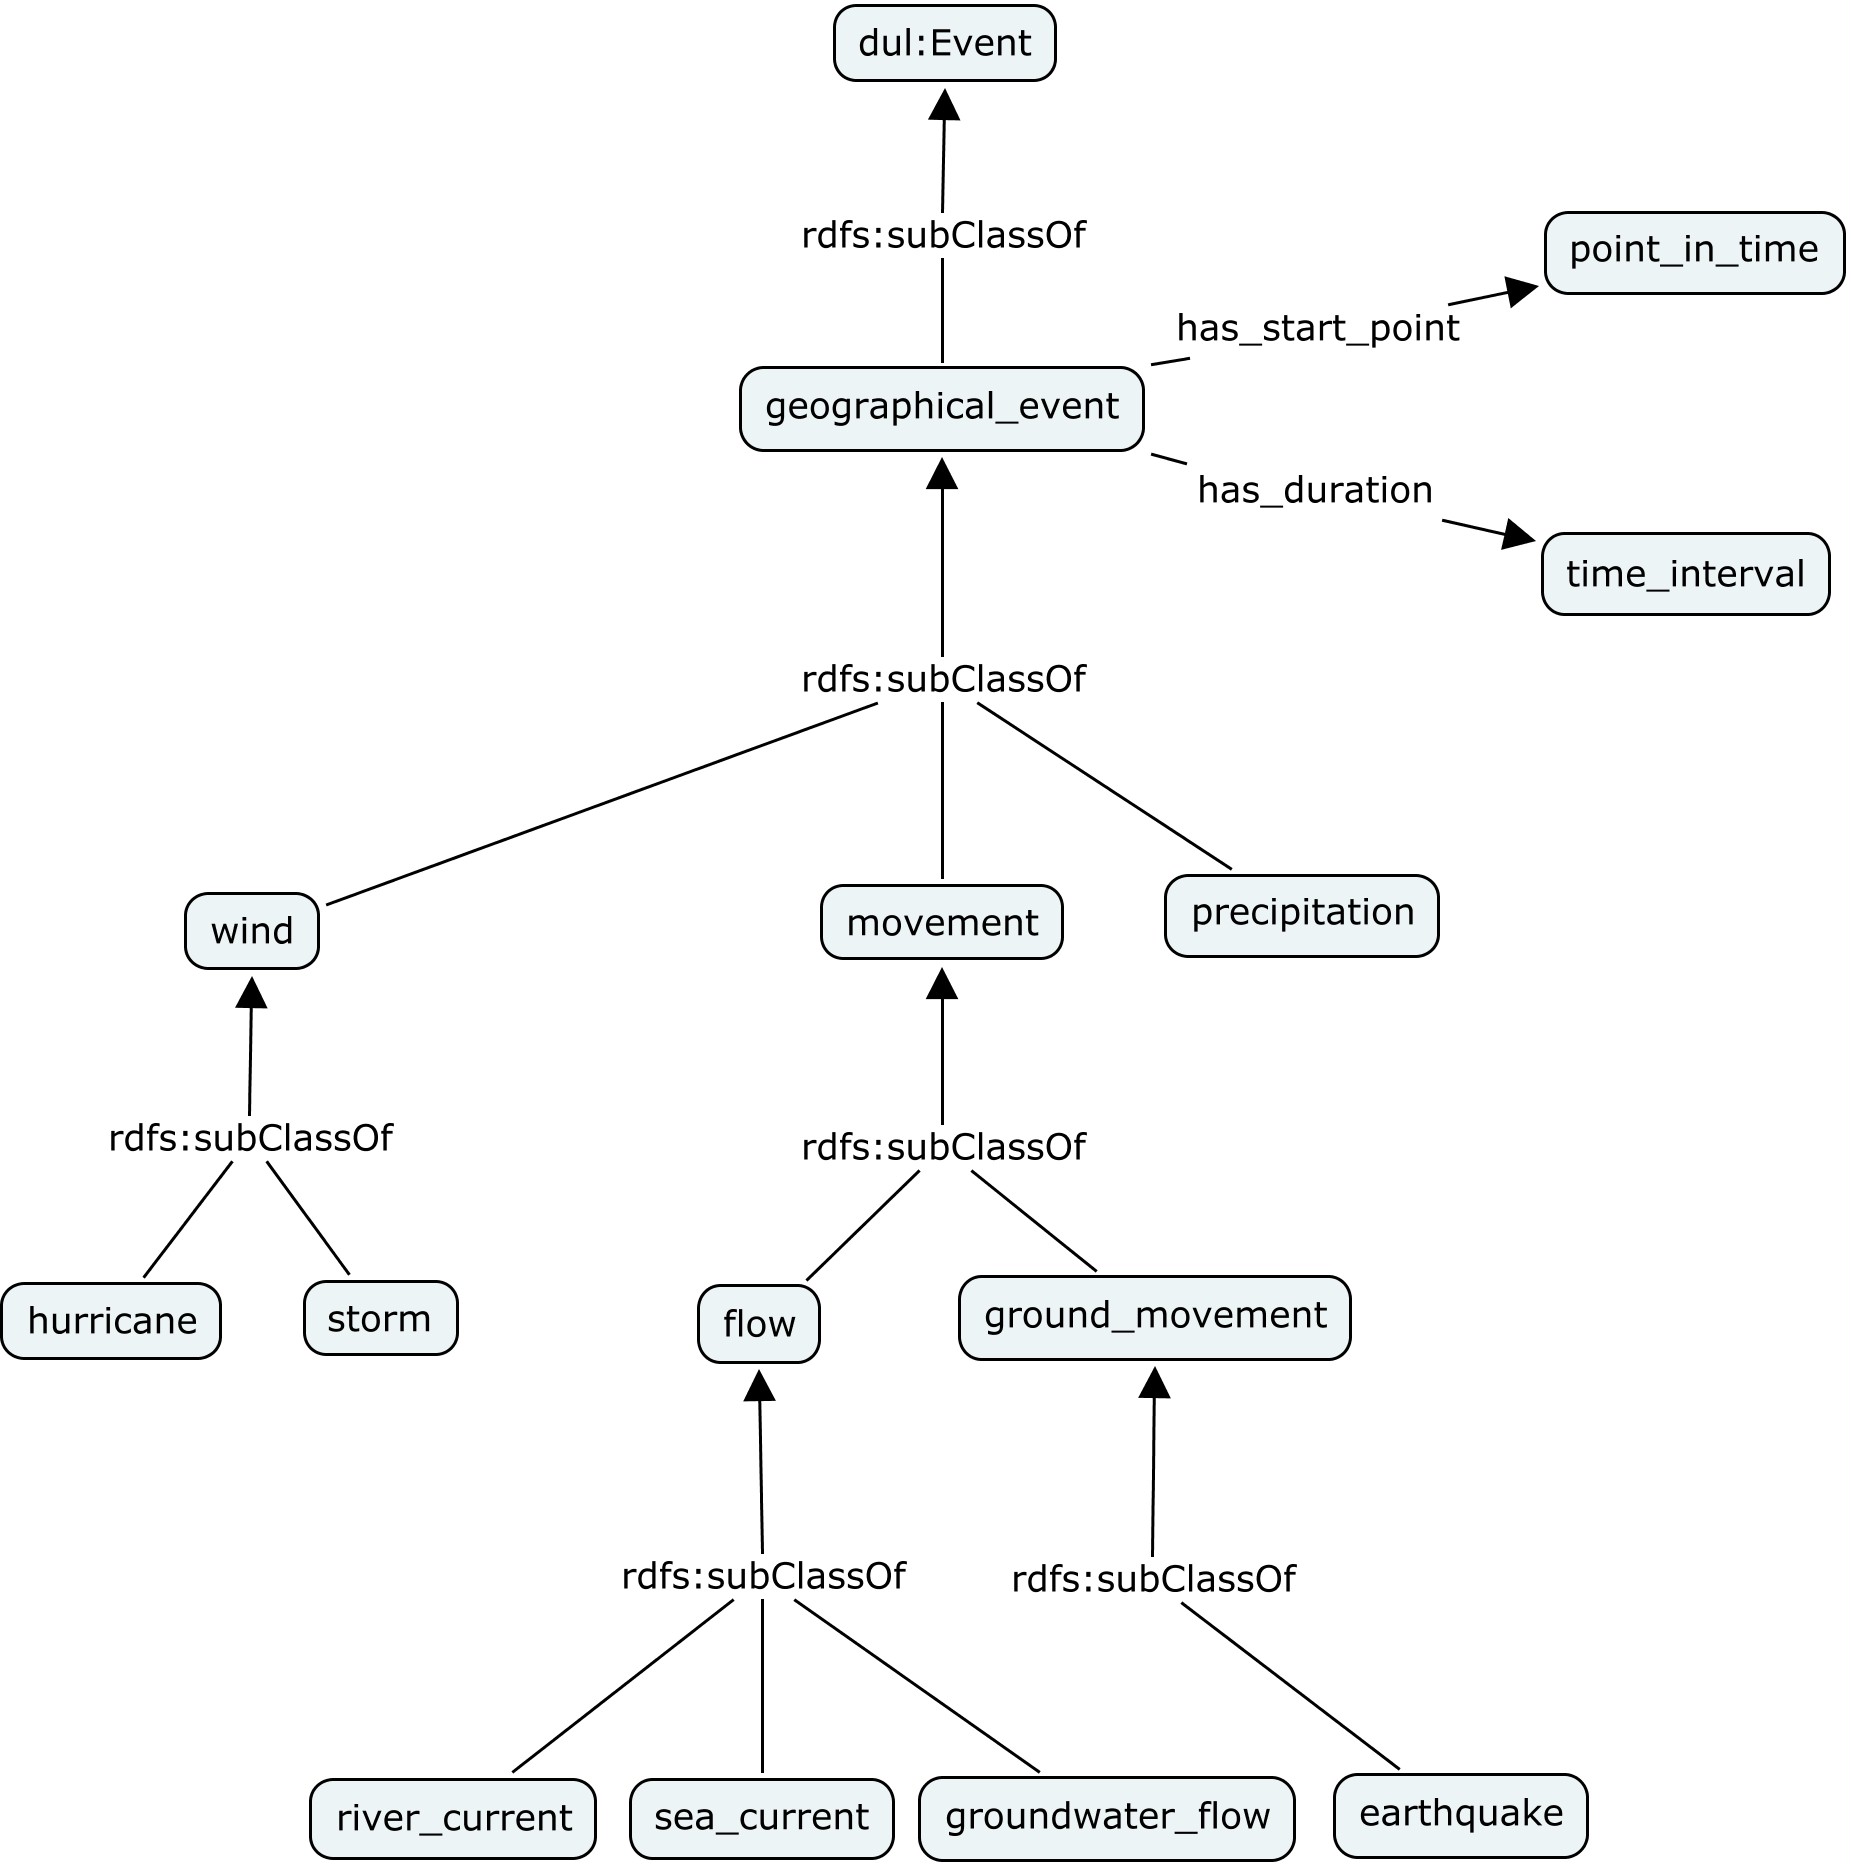 dul:Event
rdfs:subClassOf
point_in_time
has_start_point
geographical_event
has_duration
time_interval
rdfs:subClassOf
wind
movement
precipitation
rdfs:subClassOf
rdfs:subClassOf
hurricane
storm
flow
ground_movement
rdfs:subClassOf
rdfs:subClassOf
river_current
sea_current
groundwater_flow
earthquake